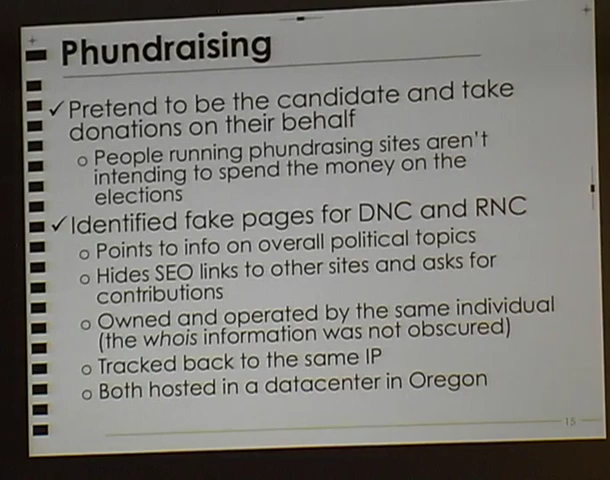 Phundraising
✓ Pretend to be the candidate and take
donations on their behalf
o People running phundrasing sites aren't
intending to spend the money on the
elections
✓ Identified fake pages for DNC and RNC
o Points to info on overall political topics
o Hides SEO links to other sites and asks for
contributions
o Owned and operated by the same individual
(the whois information was not obscured)
o Tracked back to the same IP
o Both hosted in a datacenter in Oregon
15